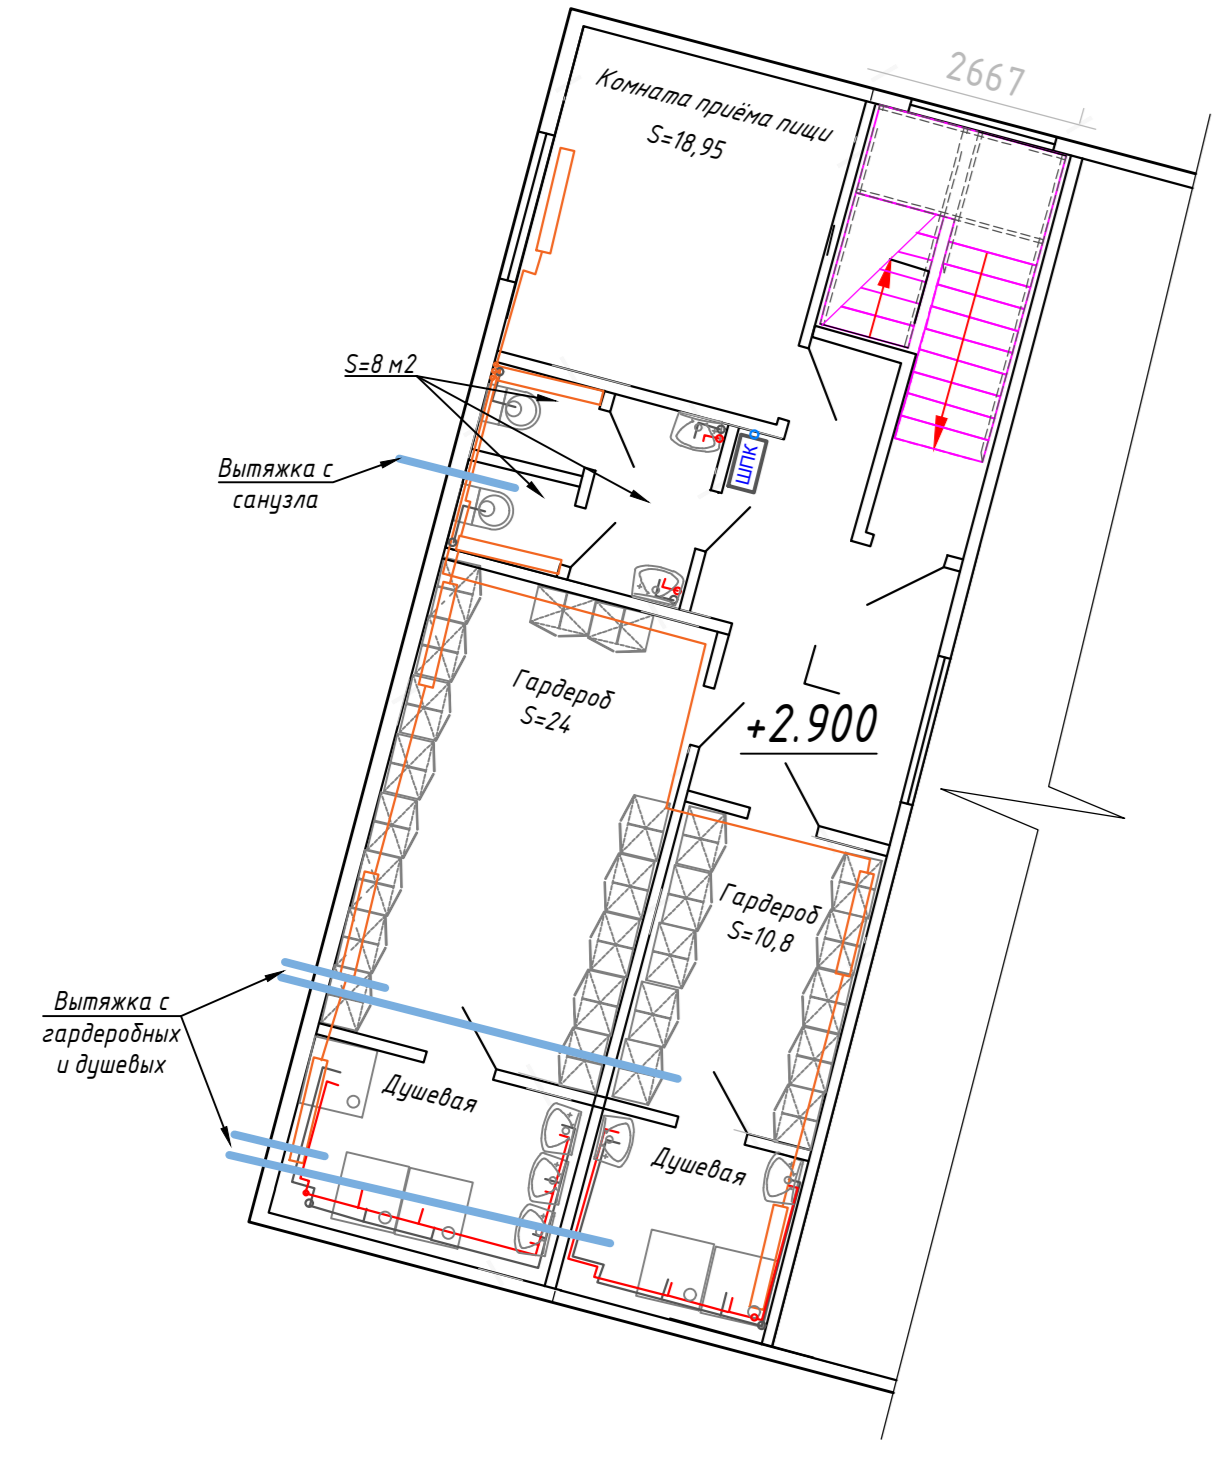 2667
Комната приёма пищи
S=18,95
S=8 м2
ШПК
Вытяжка с
санузла
Гардероб
S=24
+2.900
Гардероб
S=10,8
Вытяжка с
гардеробных
и душевых
Душевая
Душевая